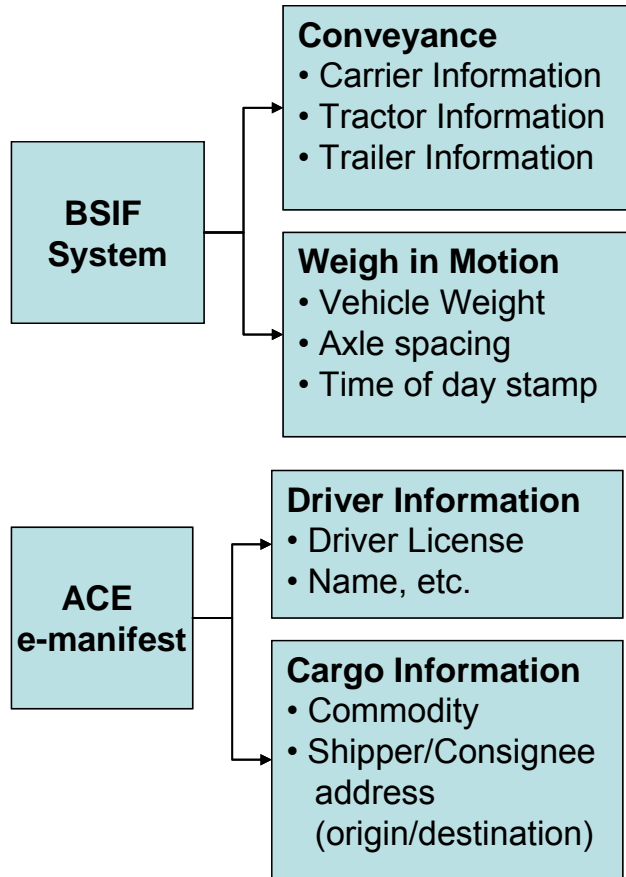 Conveyance
• Carrier Information
• Tractor Information
• Trailer Information
BSIF
System
Weigh in Motion
• Vehicle Weight
• Axle spacing
• Time of day stamp
Driver Information
• Driver License
• Name, etc.
ACE
e-manifest
Cargo Information
• Commodity
• Shipper/Consignee
address
(origin/destination)